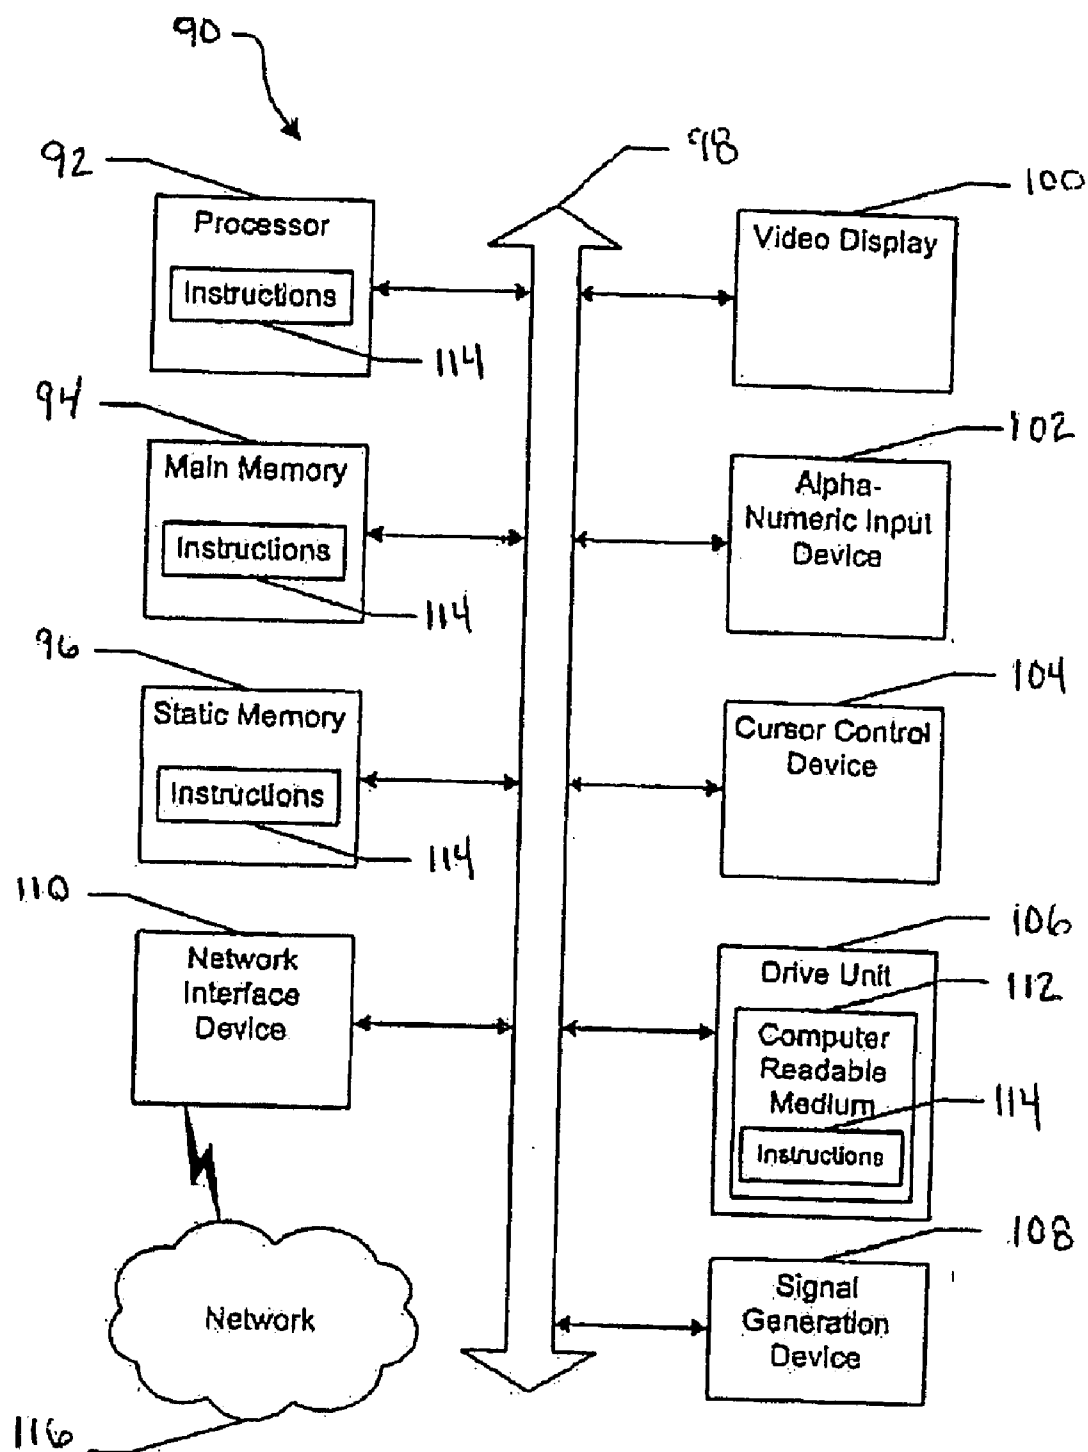 90
92
98
100
Processor
Instructions
114
Video Display
94
102
Main Memory
Instructions
114
Alpha-
Numeric Input
Device
96
104
Static Memory
Instructions
114
Cursor Control
Device
110
106
Network
Interface
Device
Drive Unit
112
Computer
Readable
Medium
114
Instructions
108
Signal
Generation
Device
Network
116